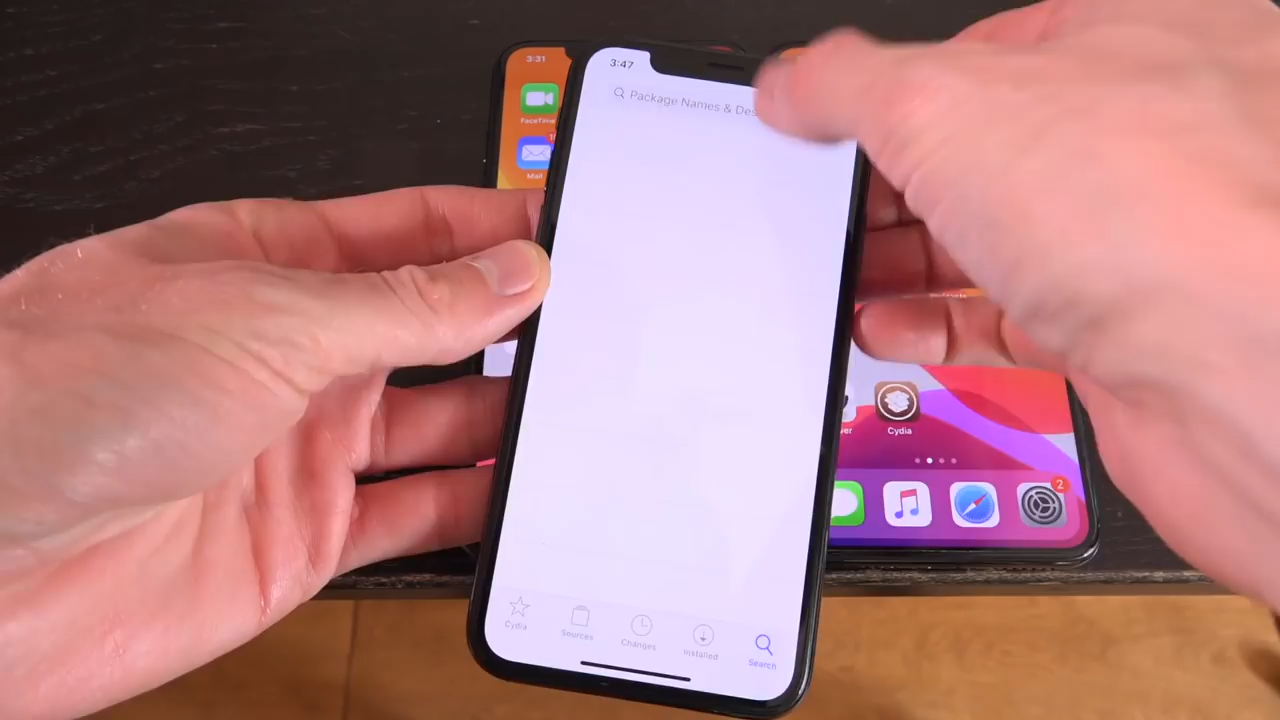 3:31
FaceTime
Mail
3:47
Package Names & Des
Cydia
2
Cydia
Sources
Changes
Installed
Search